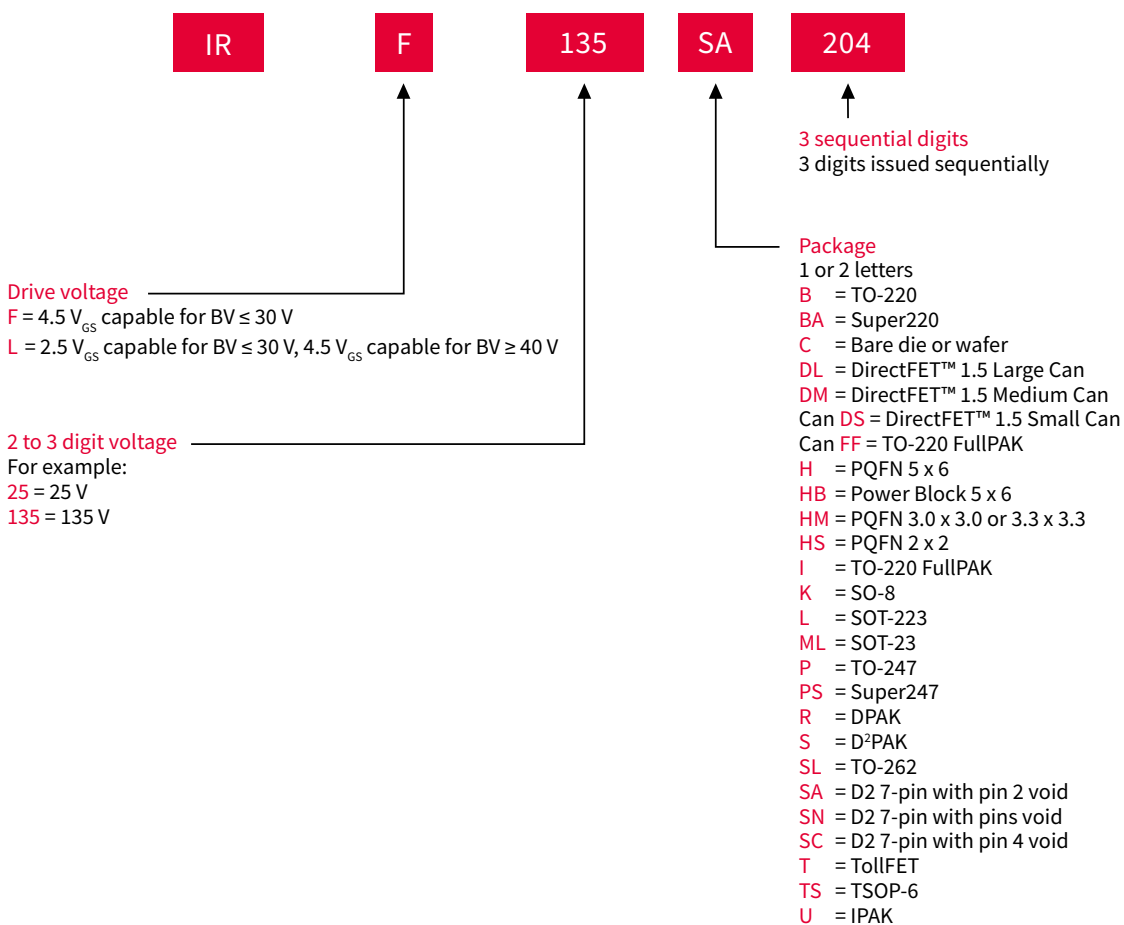 IR F 135 SA 204
3 sequential digits
3 digits issued sequentially
Package
1 or 2 letters
B = TO-220
BA = Super220
C = Bare die or wafer
DL = DirectFET™ 1.5 Large Can
DM = DirectFET™ 1.5 Medium Can
Can DS = DirectFET™ 1.5 Small Can
Can FF = TO-220 FullPAK
H = PQFN 5 x 6
HB = Power Block 5 x 6
HM = PQFN 3.0 x 3.0 or 3.3 x 3.3
HS = PQFN 2 x 2
I = TO-220 FullPAK
K = SO-8
L = SOT-223
ML = SOT-23
P = TO-247
PS = Super247
R = DPAK
S = D²PAK
SL = TO-262
SA = D2 7-pin with pin 2 void
SN = D2 7-pin with pins void
SC = D2 7-pin with pin 4 void
T = TollFET
TS = TSOP-6
U = IPAK
Drive voltage
F = 4.5 V_GS capable for BV ≤ 30 V
L = 2.5 V_GS capable for BV ≤ 30 V, 4.5 V_GS capable for BV ≥ 40 V
2 to 3 digit voltage
For example:
25 = 25 V
135 = 135 V